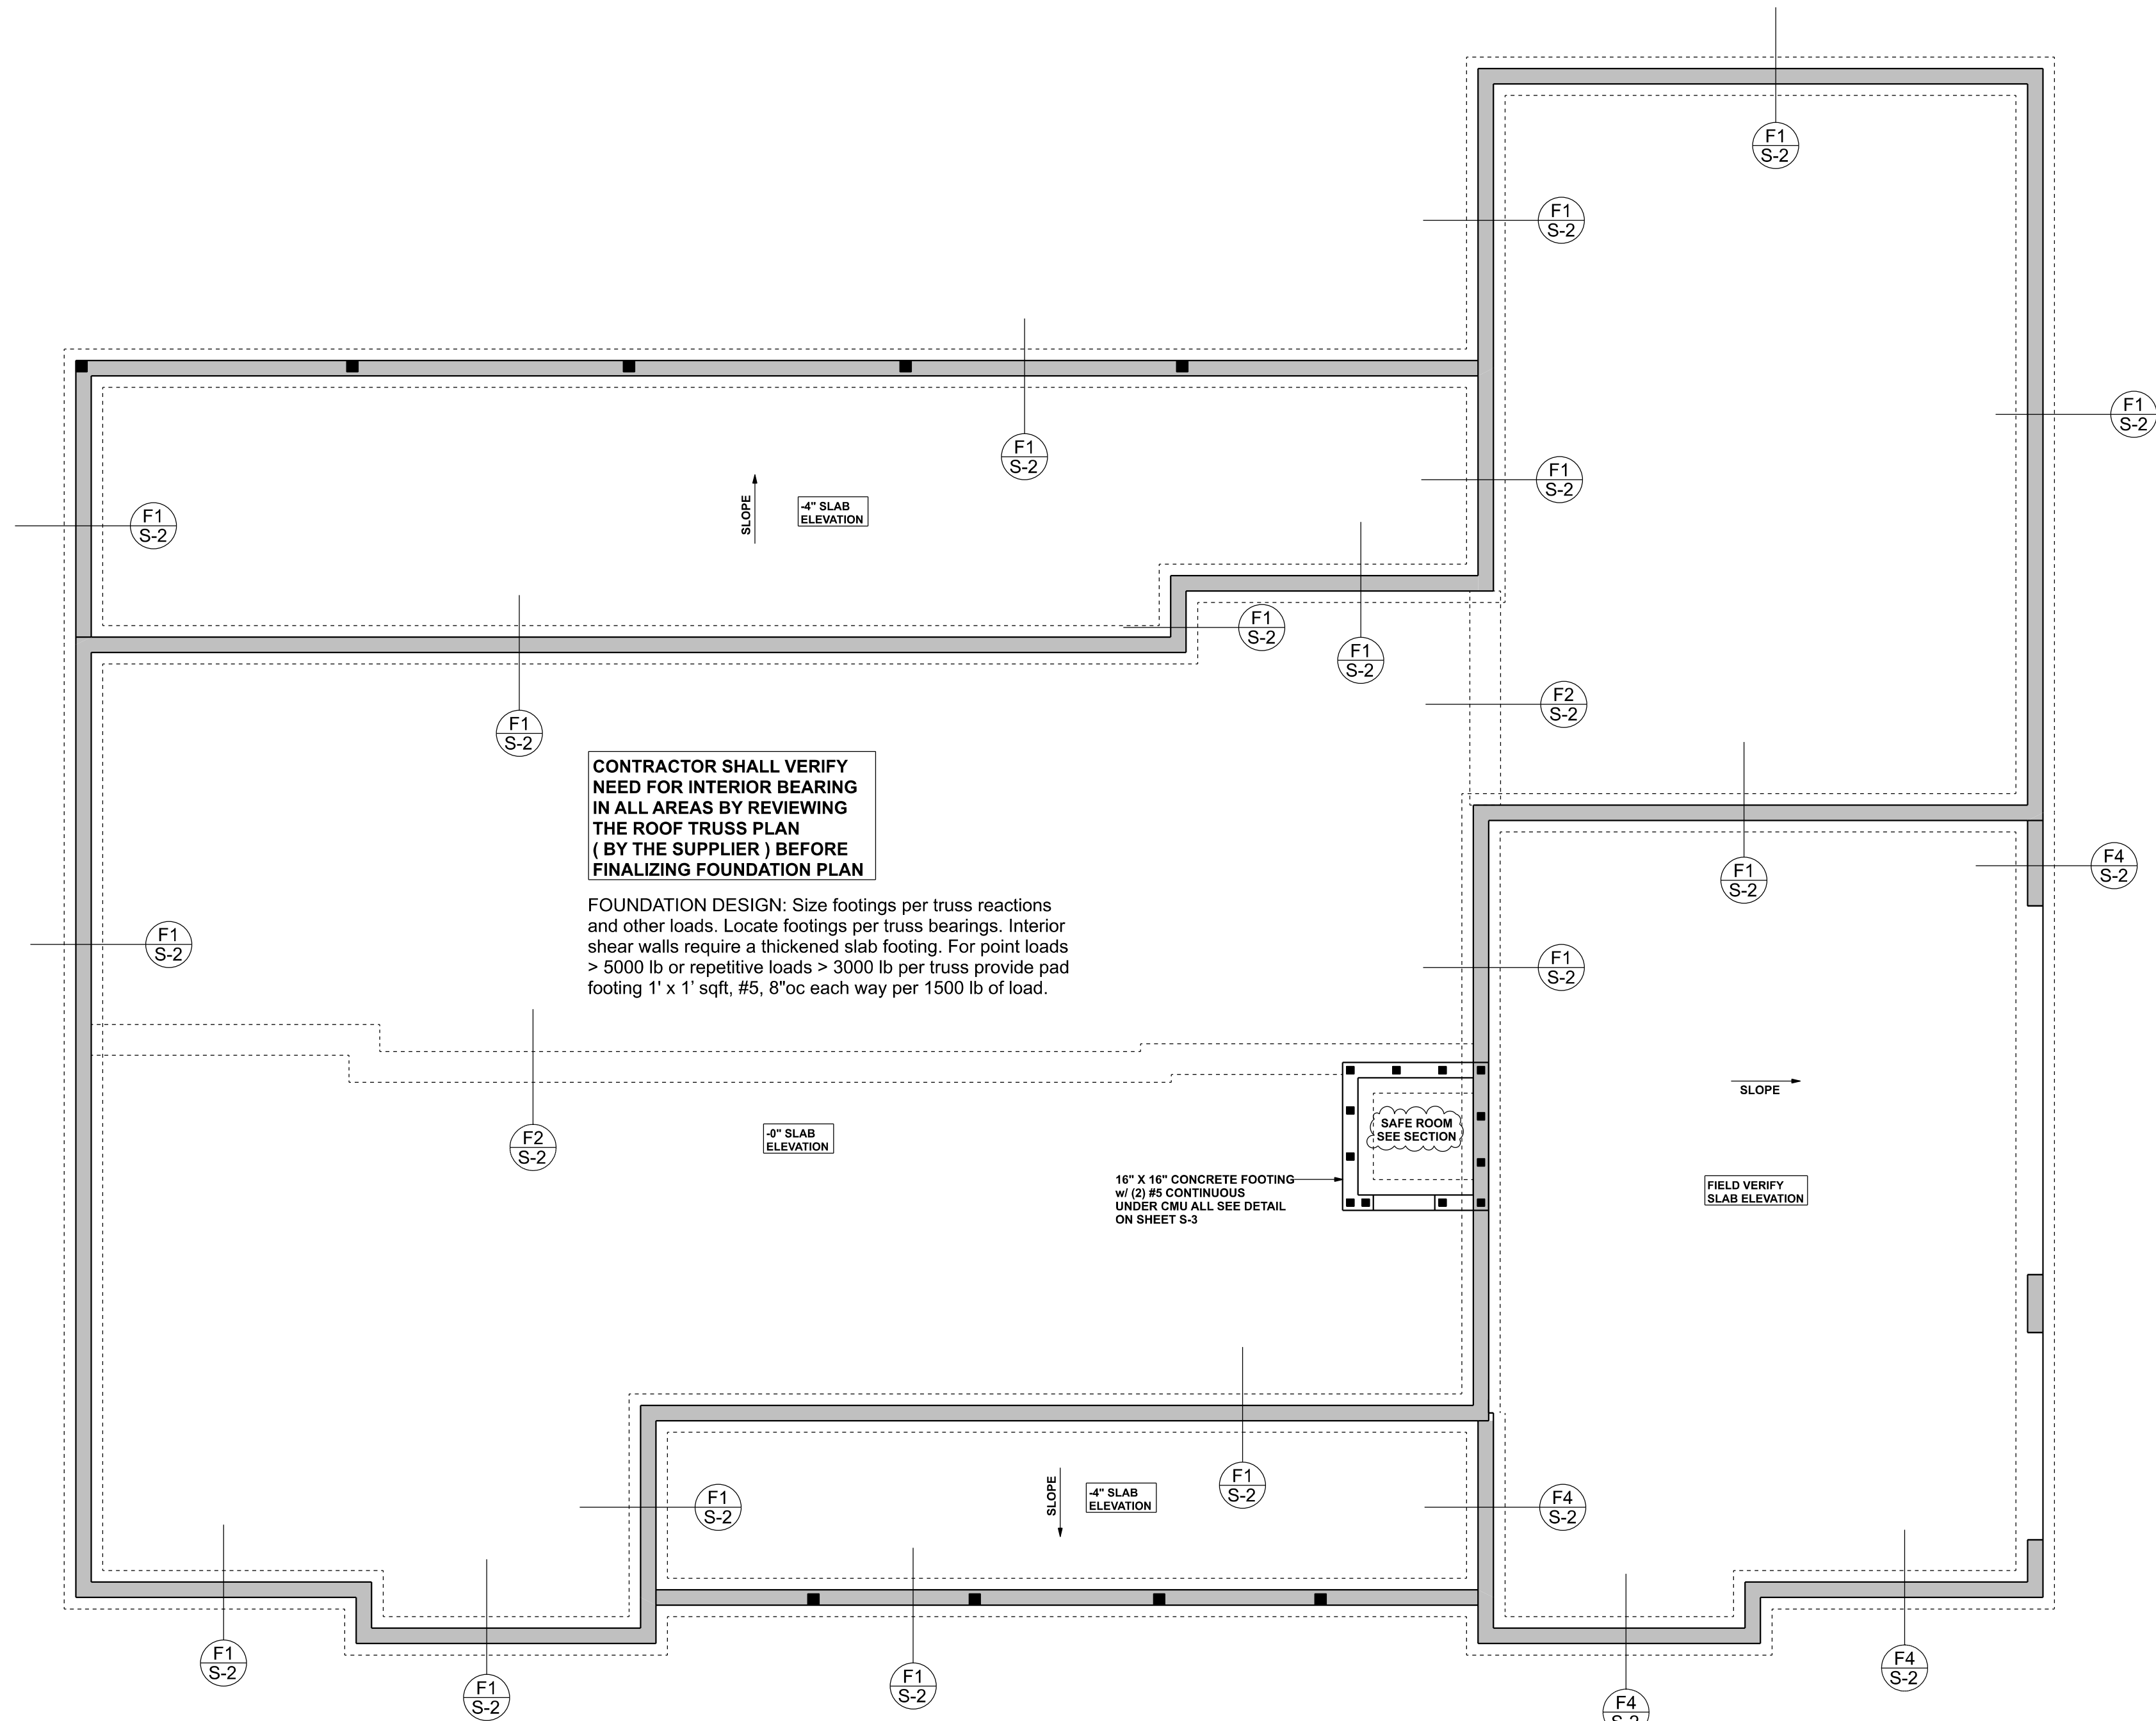 F1
S-2
F1
S-2
F1
S-2
F1
S-2
F1
S-2
SLOPE
-4" SLAB
ELEVATION
F1
S-2
F1
S-2
F1
S-2
F1
S-2
F2
S-2
F1
S-2
CONTRACTOR SHALL VERIFY
NEED FOR INTERIOR BEARING
IN ALL AREAS BY REVIEWING
THE ROOF TRUSS PLAN
( BY THE SUPPLIER ) BEFORE
FINALIZING FOUNDATION PLAN
F1
S-2
F4
S-2
FOUNDATION DESIGN: Size footings per truss reactions
and other loads. Locate footings per truss bearings. Interior
shear walls require a thickened slab footing. For point loads
> 5000 lb or repetitive loads > 3000 lb per truss provide pad
footing 1' x 1’ sqft, #5, 8"oc each way per 1500 lb of load.
F1
S-2
F1
S-2
SLOPE
F2
S-2
-0" SLAB
ELEVATION
SAFE ROOM
SEE SECTION
16" X 16" CONCRETE FOOTING
w/ (2) #5 CONTINUOUS
UNDER CMU ALL SEE DETAIL
ON SHEET S-3
FIELD VERIFY
SLAB ELEVATION
F1
S-2
SLOPE
-4" SLAB
ELEVATION
F1
S-2
F4
S-2
F1
S-2
F1
S-2
F1
S-2
F4
S-2
F4
S-2